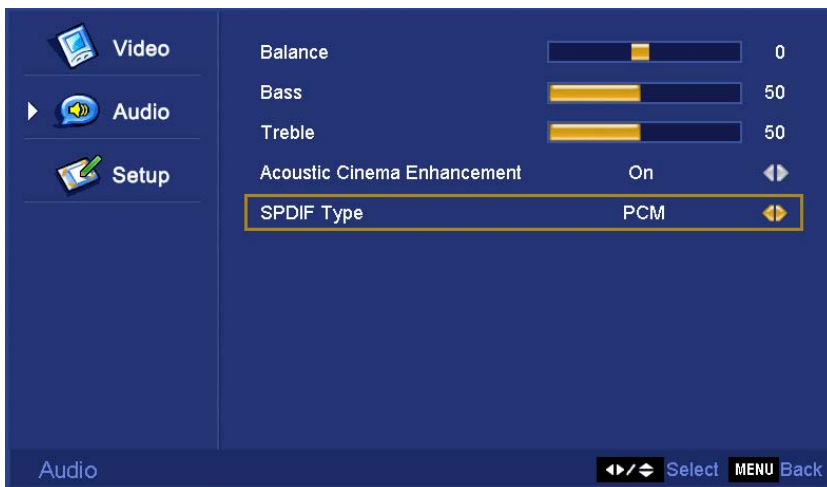 Video
Audio
Setup
Balance 0
Bass 50
Treble 50
Acoustic Cinema Enhancement On
SPDIF Type PCM
Audio Select MENU Back